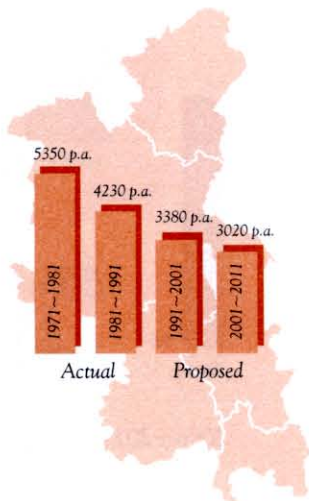 5350 p.a.
4230 p.a.
3380 p.a.
3020 p.a.
1971~1981
1981~1991
1991~2001
2001~2011
Actual
Proposed